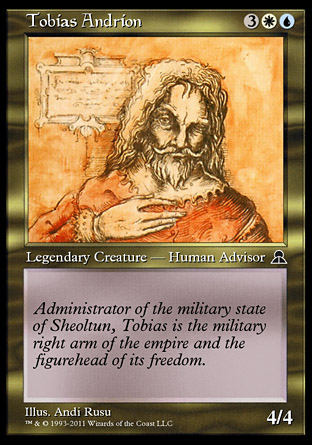 Tobias Andrion 3
Legendary Creature — Human Advisor
Administrator of the military state
of Sheoltun, Tobias is the military
right arm of the empire and the
figurehead of its freedom.
Illus. Andi Rusu
™ & © 1993-2011 Wizards of the Coast LLC
4/4